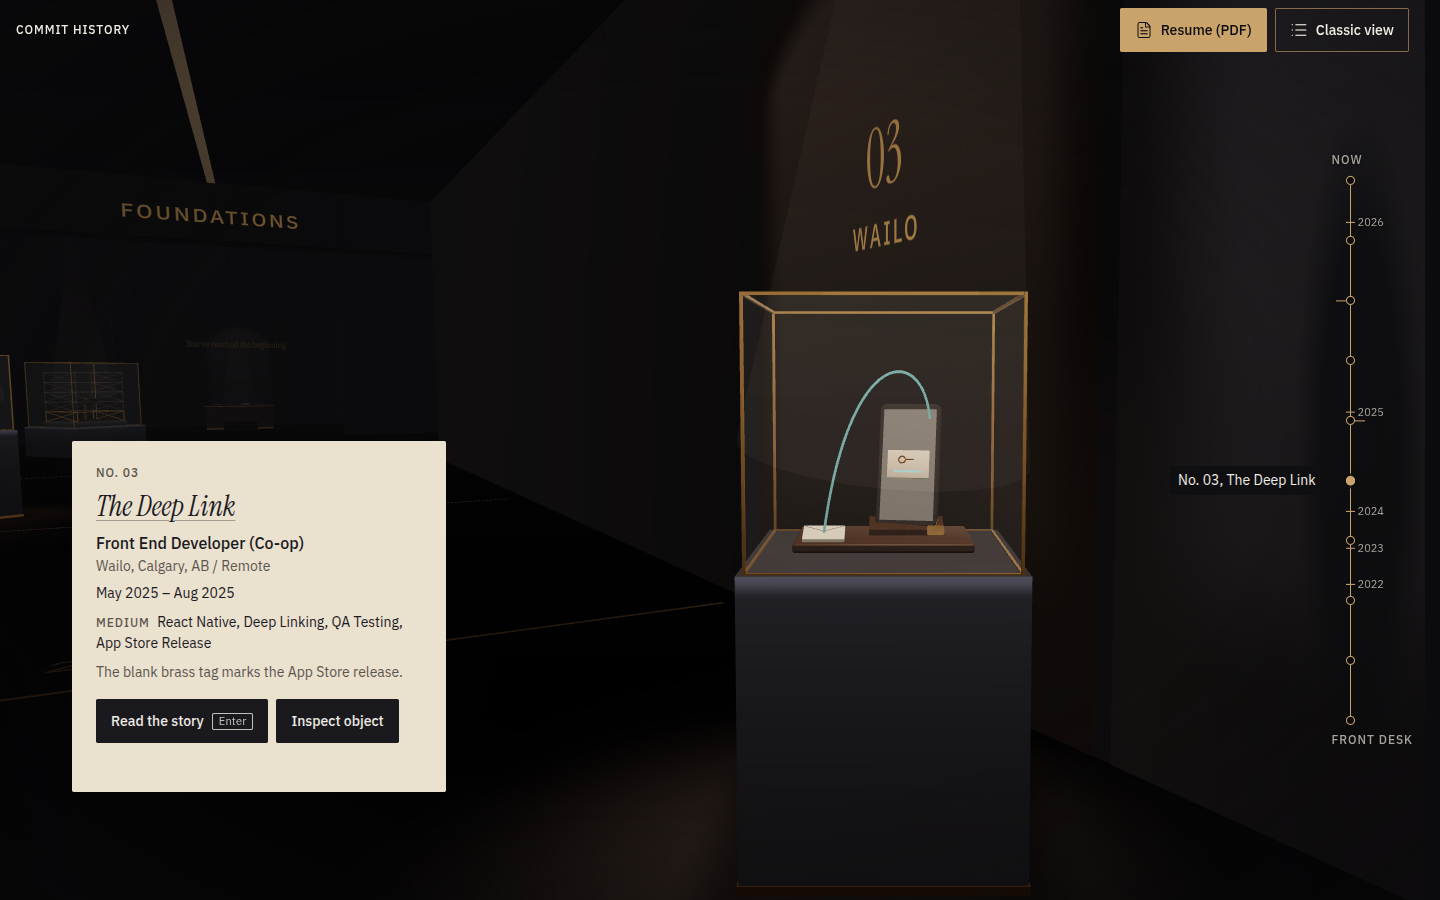 COMMIT HISTORY
Resume (PDF)
Classic view
03
WAILO
FOUNDATIONS
NOW
2026
2025
No. 03, The Deep Link
2024
2023
2022
FRONT DESK
NO. 03
The Deep Link
Front End Developer (Co-op)
Wailo, Calgary, AB / Remote
May 2025 – Aug 2025
MEDIUM React Native, Deep Linking, QA Testing,
App Store Release
The blank brass tag marks the App Store release.
Read the story Enter
Inspect object